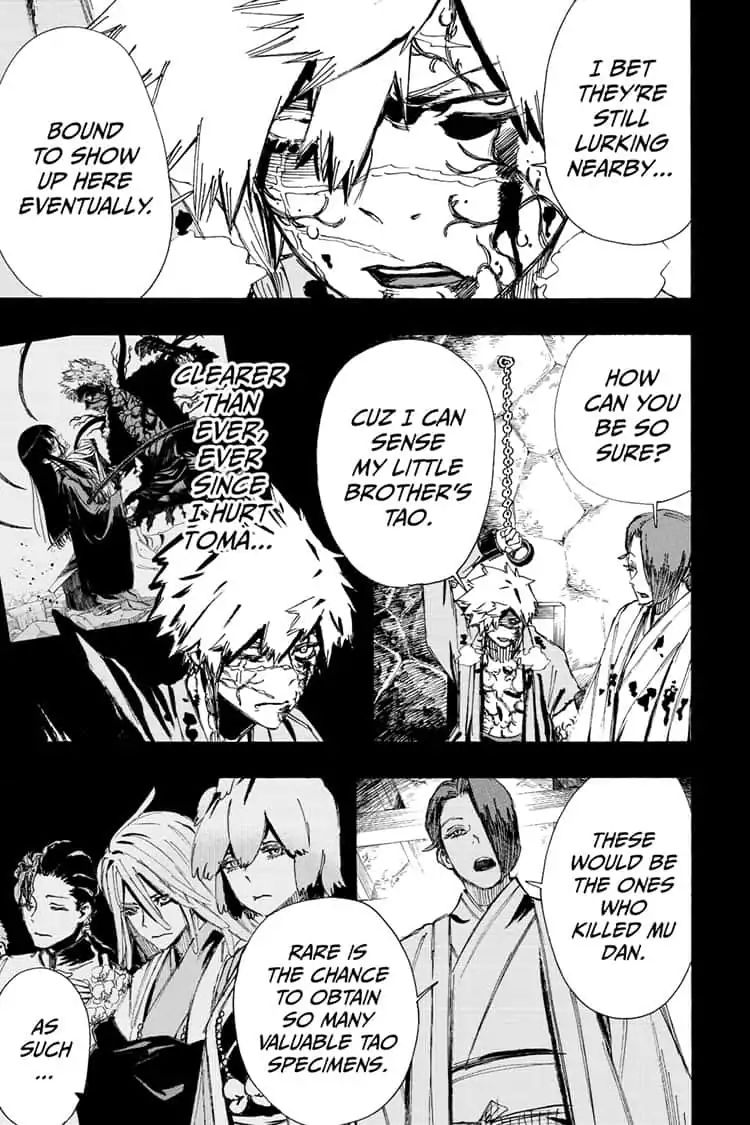 I BET
THEY'RE
STILL
LURKING
NEARBY...
BOUND
TO SHOW
UP HERE
EVENTUALLY.
HOW
CAN YOU
BE SO
SURE?
CUZ I CAN
SENSE
MY LITTLE
BROTHER'S
TAO.
CLEARER
THAN
EVER,
EVER
SINCE
I HURT
TOMA...
THESE
WOULD BE
THE ONES
WHO
KILLED MU
DAN.
RARE IS
THE CHANCE
TO OBTAIN
SO MANY
VALUABLE TAO
SPECIMENS.
AS
SUCH
...